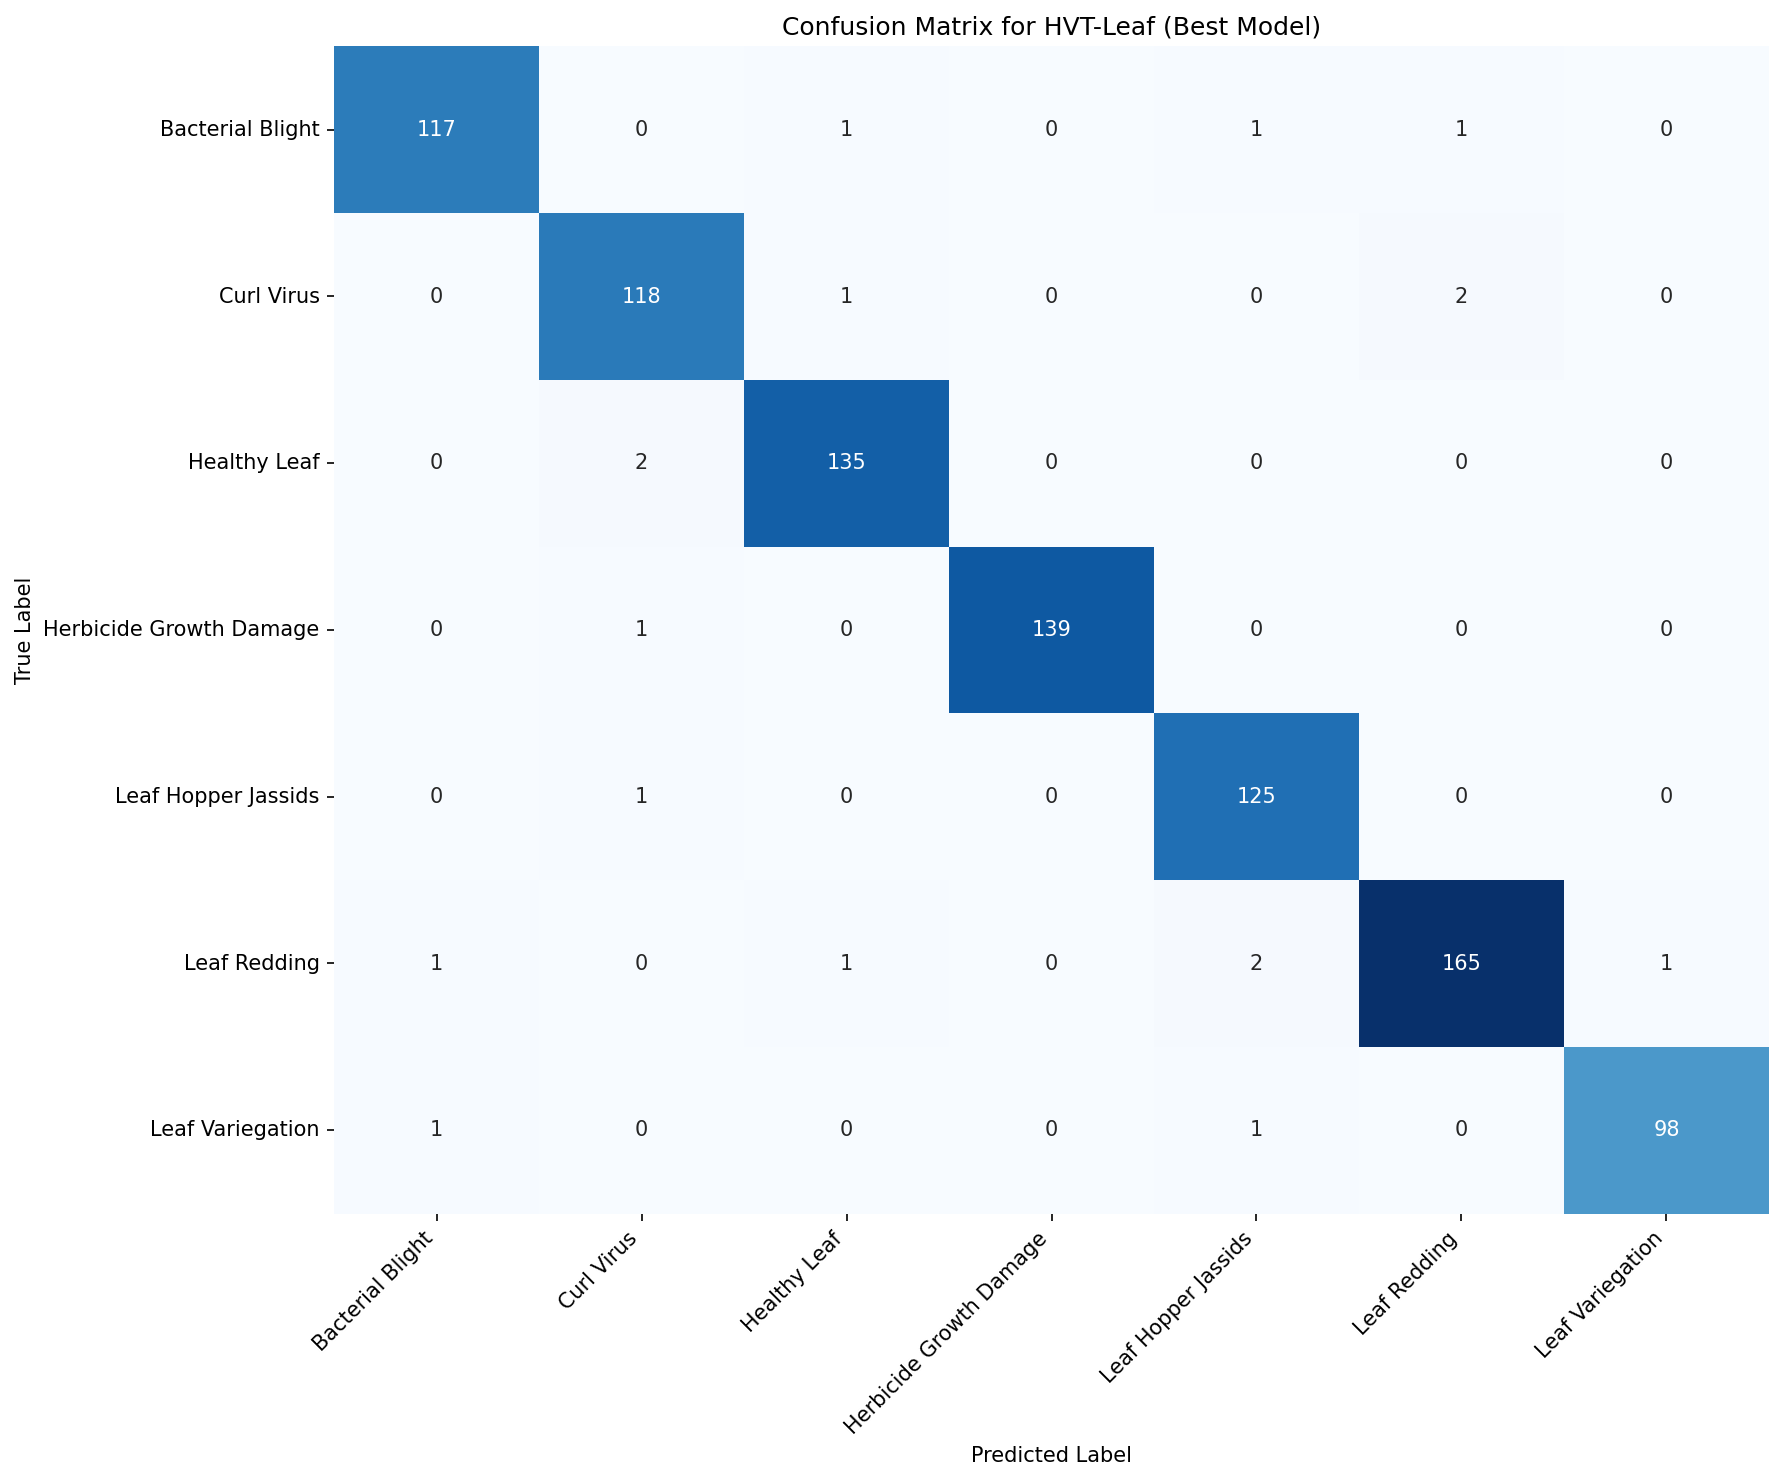 Confusion Matrix for HVT-Leaf (Best Model)
True Label
Bacterial Blight 117 0 1 0 1 1 0
Curl Virus 0 118 1 0 0 2 0
Healthy Leaf 0 2 135 0 0 0 0
Herbicide Growth Damage 0 1 0 139 0 0 0
Leaf Hopper Jassids 0 1 0 0 125 0 0
Leaf Redding 1 0 1 0 2 165 1
Leaf Variegation 1 0 0 0 1 0 98
Bacterial Blight
Curl Virus
Healthy Leaf
Herbicide Growth Damage
Leaf Hopper Jassids
Leaf Redding
Leaf Variegation
Predicted Label